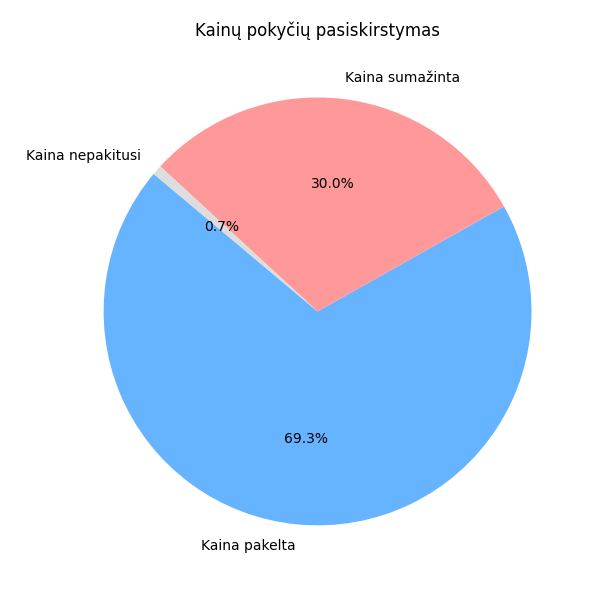 Kainų pokyčių pasiskirstymas
Kaina sumažinta
Kaina nepakitusi
30.0%
0.7%
69.3%
Kaina pakelta